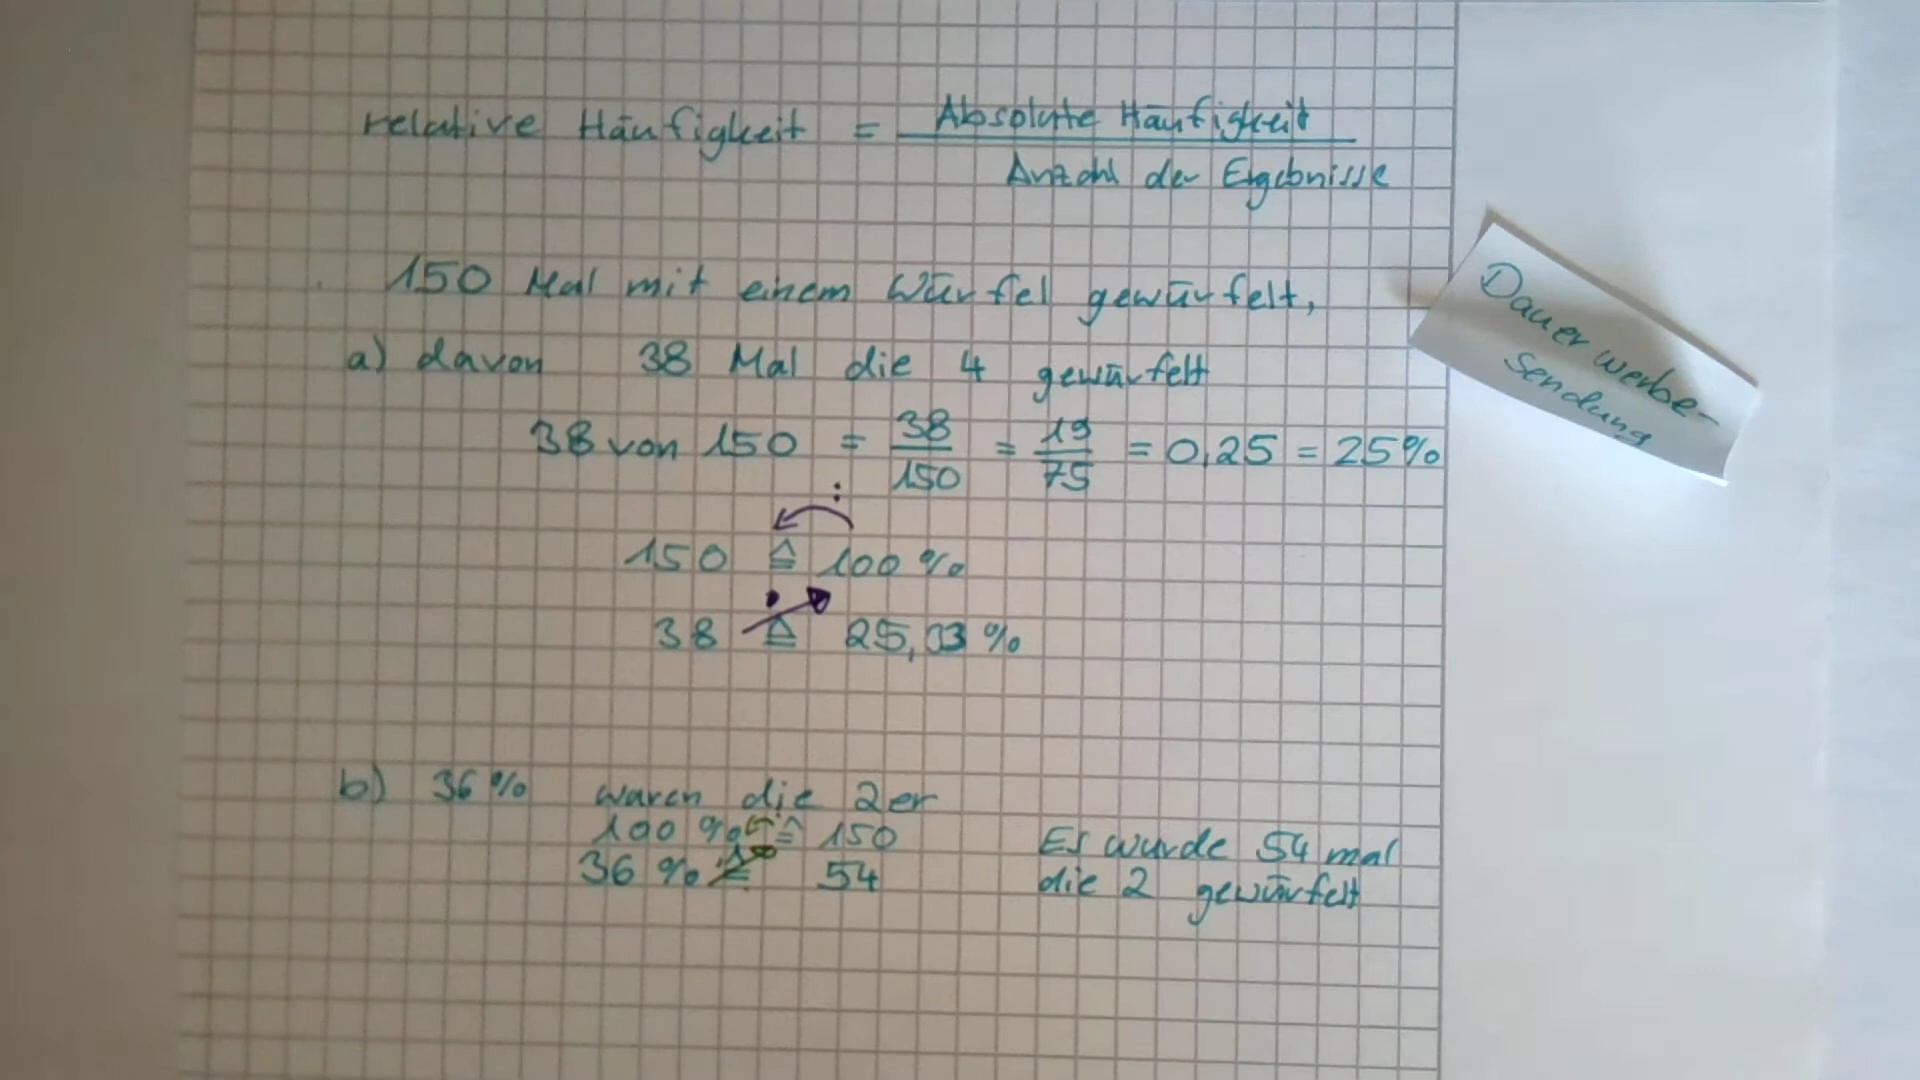 relative Häufigkeit = Absolute Häufigkeit
Anzahl der Ergebnisse
150 Mal mit einem Würfel gewürfelt,
a) davon 38 Mal die 4 gewürfelt
38 von 150 = 38/150 = 19/75 = 0,25 = 25%
:
150 ≙ 100 %
·
38 ≙ 25,33 %
b) 36% waren die 2er
100 % ≙ 150
36 % ≙ 54
Es wurde 54 mal
die 2 gewürfelt
Dauerwerbe-
Sendung